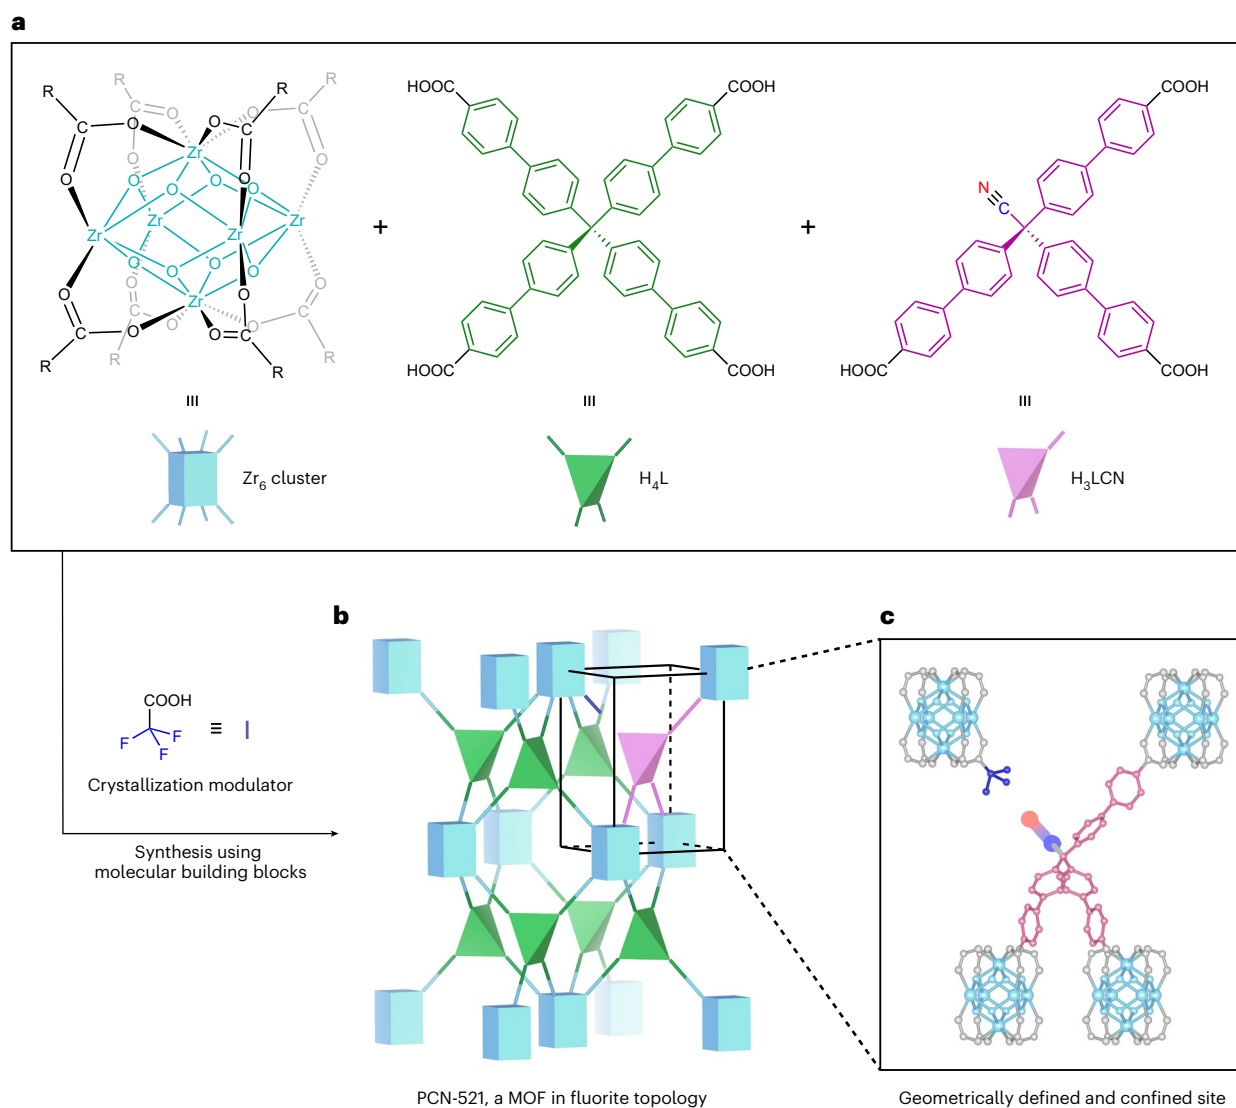 a
R
R
R
R
C
O
O
C
O
C
O
C
O
O
O
Zr
O
O
O
O
O
O
O
Zr
Zr
Zr
Zr
O
O
O
O
O
O
O
O
Zr
C
O
O
C
O
C
O
O
C
R
R
R
R
+
HOOC
COOH
HOOC
COOH
+
COOH
N
C
HOOC
COOH
Zr6 cluster
H4L
H3LCN
b
c
COOH
F
F
F
≡
Crystallization modulator
Synthesis using
molecular building blocks
PCN-521, a MOF in fluorite topology
Geometrically defined and confined site